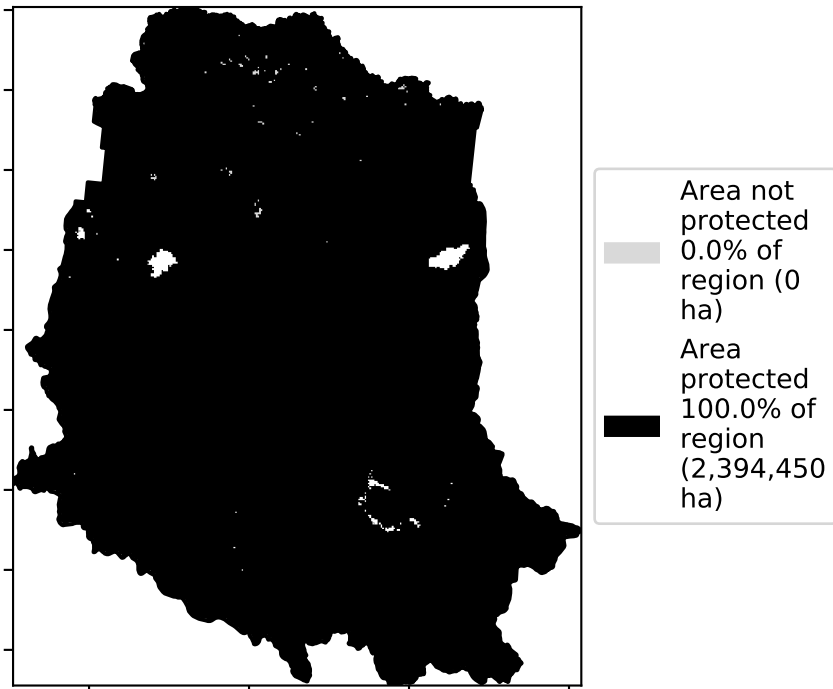 Area not
protected
0.0% of
region (0
ha)
Area
protected
100.0% of
region
(2,394,450
ha)